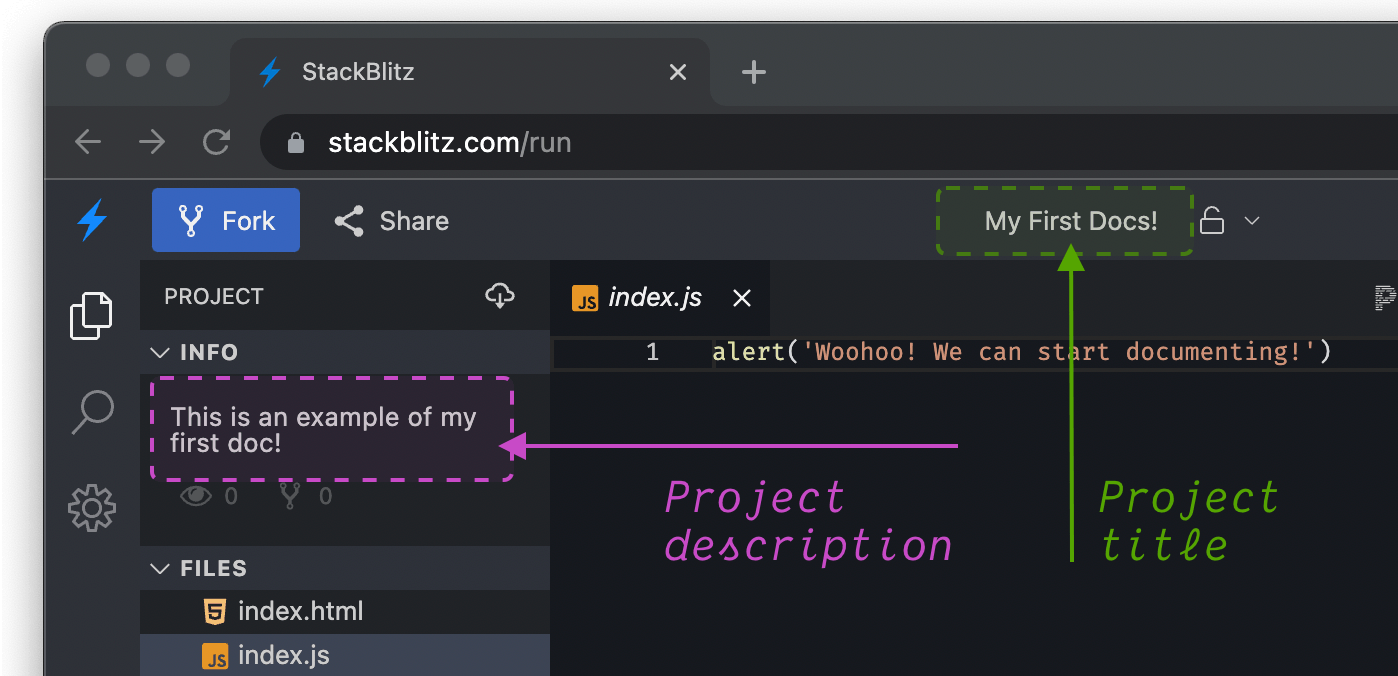 StackBlitz
stackblitz.com/run
Fork
Share
My First Docs!
PROJECT
INFO
This is an example of my
first doc!
0
0
FILES
index.html
index.js
index.js
1
alert('Woohoo! We can start documenting!')
Project
description
Project
title